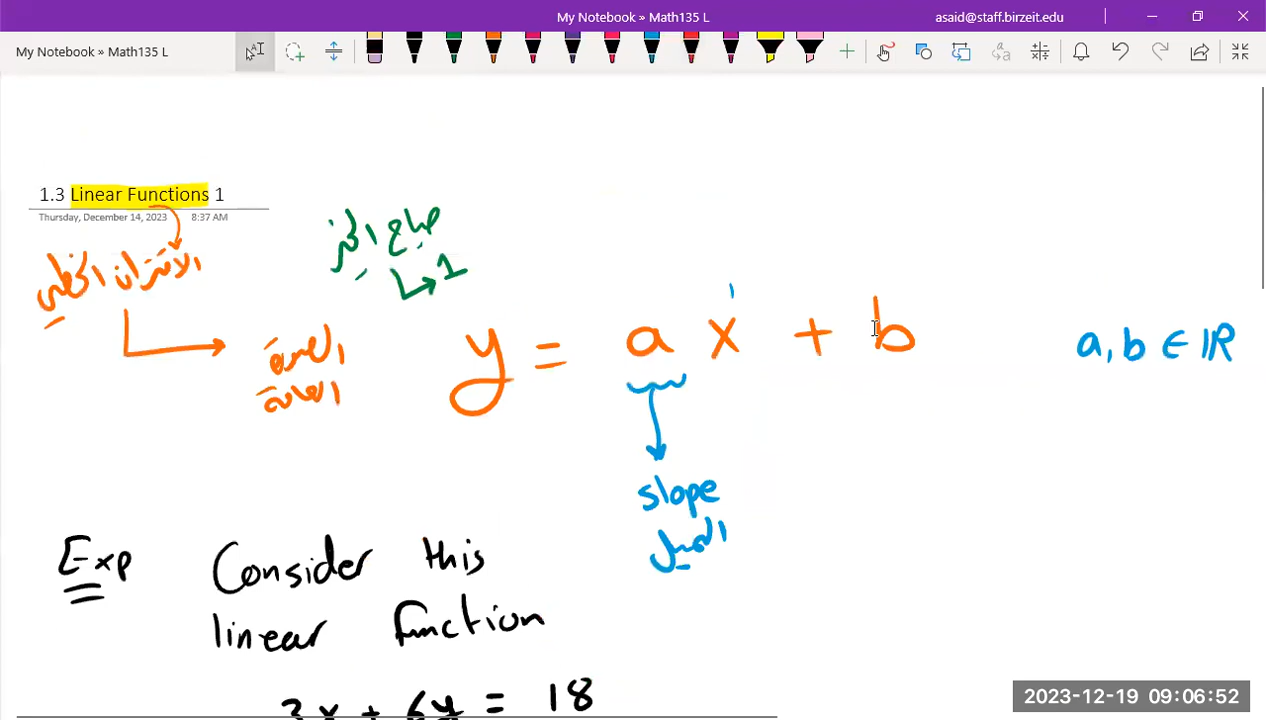 My Notebook » Math135 L
asaid@staff.birzeit.edu
My Notebook » Math135 L
1.3 Linear Functions 1
Thursday, December 14, 2023 8:37 AM
الاقتران الخطي
صباح الخير
1
الصيغة
العامة
y = a x¹ + b
a, b ∈ ℝ
slope
الميل
Exp Consider this
linear function
3x + 6y = 18
2023-12-19 09:06:52